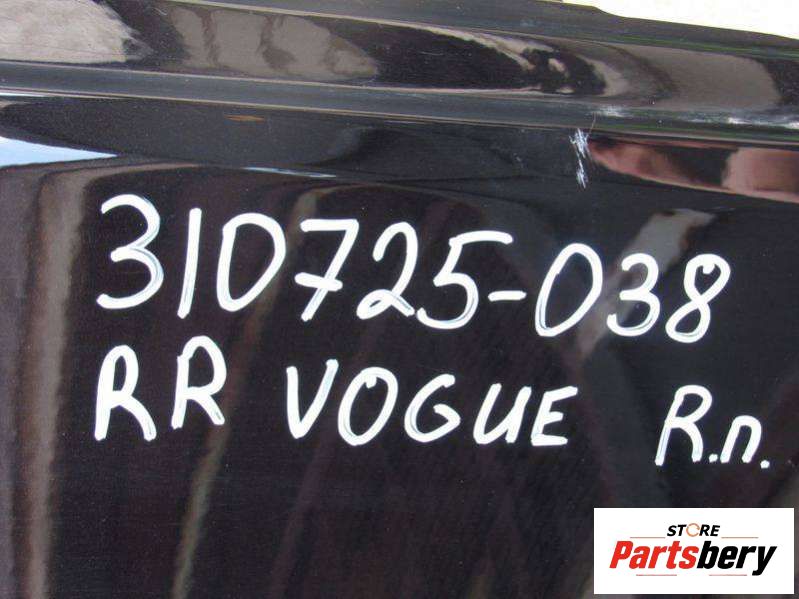 310725-038
RR VOGUE R.п.
STORE
Partsbery